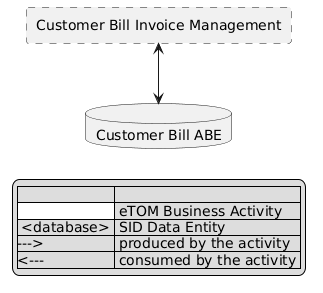 Customer Bill Invoice Management
Customer Bill ABE
eTOM Business Activity
<database> SID Data Entity
---> produced by the activity
<--- consumed by the activity